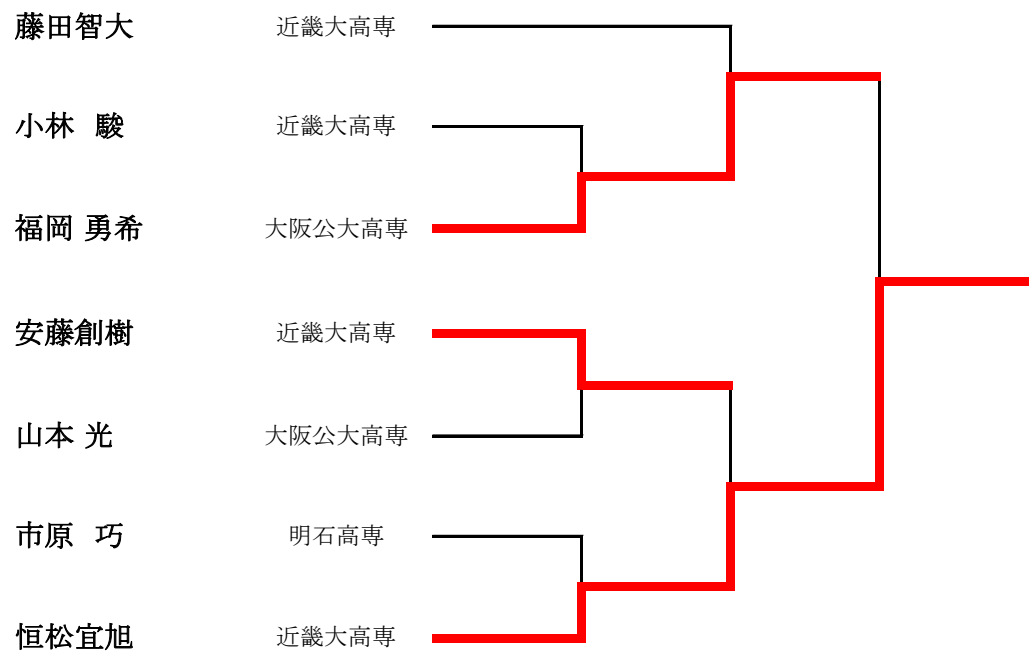 藤田智大 近畿大高専
小林 駿 近畿大高専
福岡 勇希 大阪公大高専
安藤創樹 近畿大高専
山本 光 大阪公大高専
市原 巧 明石高専
恒松宜旭 近畿大高専